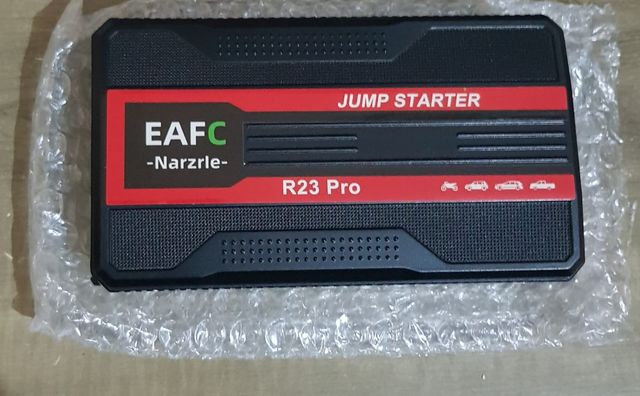 JUMP STARTER
EAFC
-Narzrle-
R23 Pro